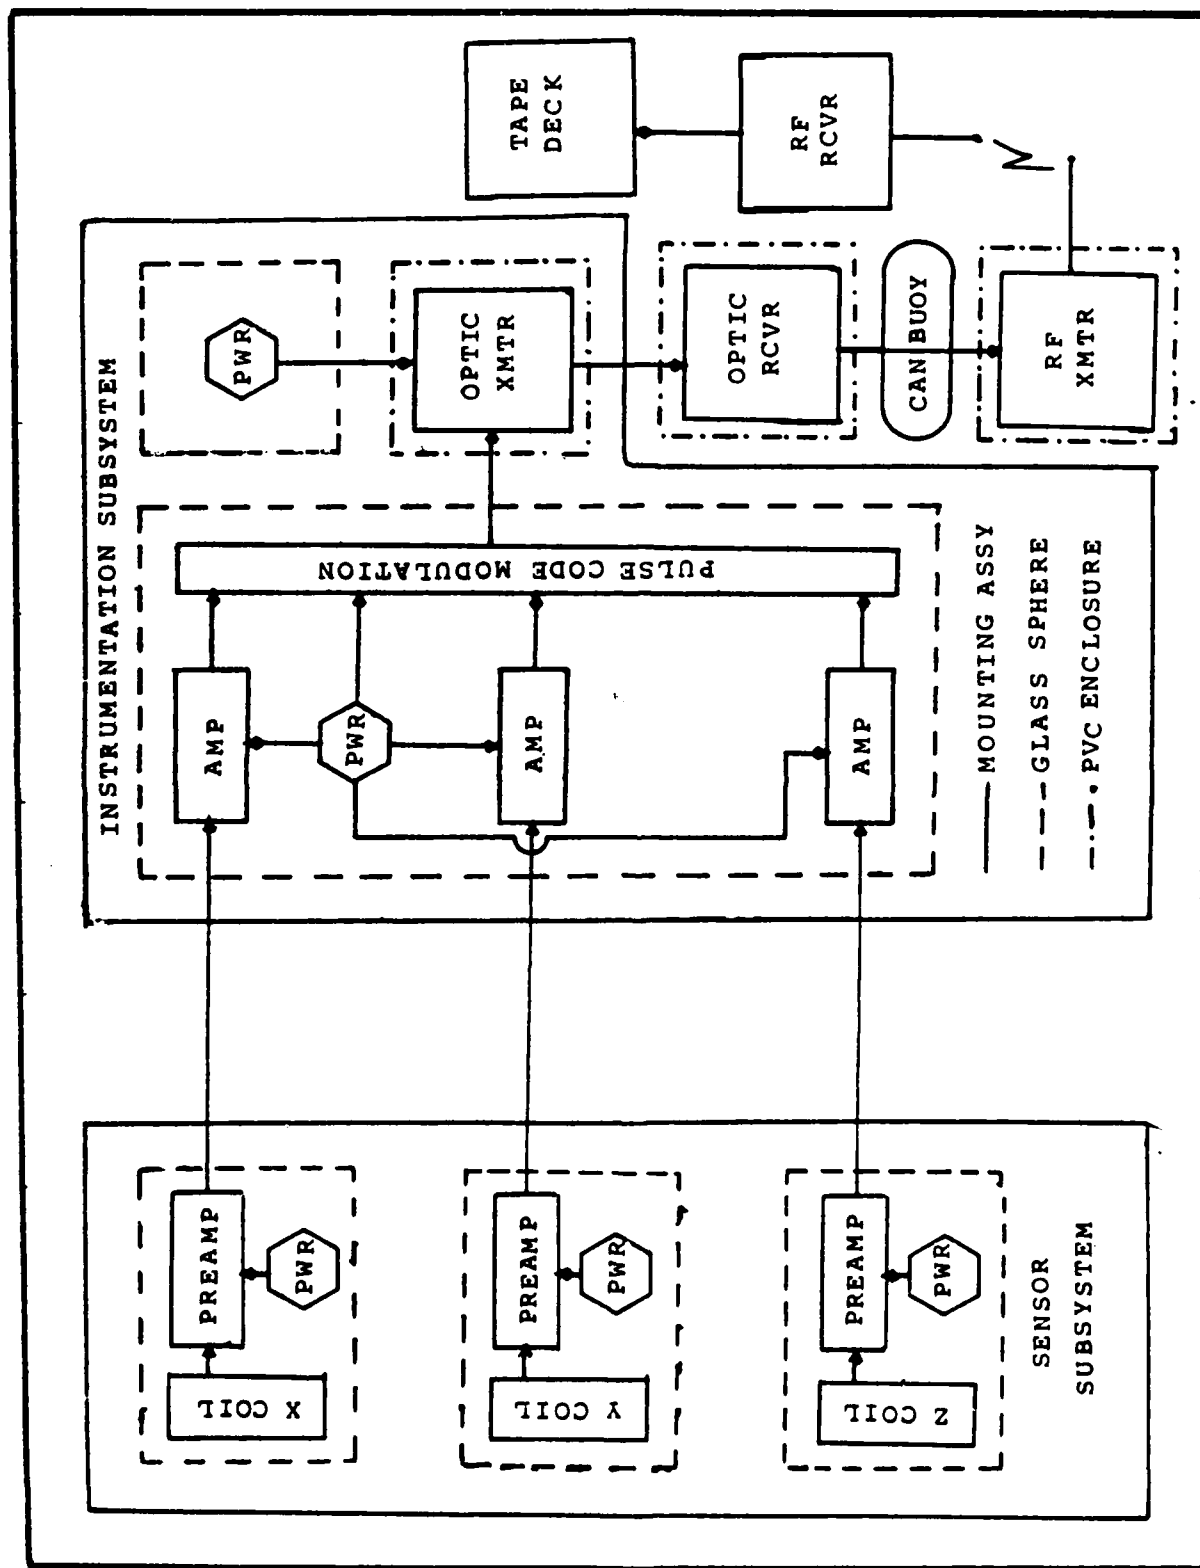 INSTRUMENTATION SUBSYSTEM
PWR
TAPE
DECK
OPTIC
XMTR
OPTIC
RCVR
RF
RCVR
CAN BUOY
RF
XMTR
X COIL
PREAMP
PWR
AMP
PWR
PULSE CODE MODULATION
Y COIL
PREAMP
PWR
AMP
Z COIL
PREAMP
PWR
AMP
SENSOR
SUBSYSTEM
MOUNTING ASSY
GLASS SPHERE
PVC ENCLOSURE